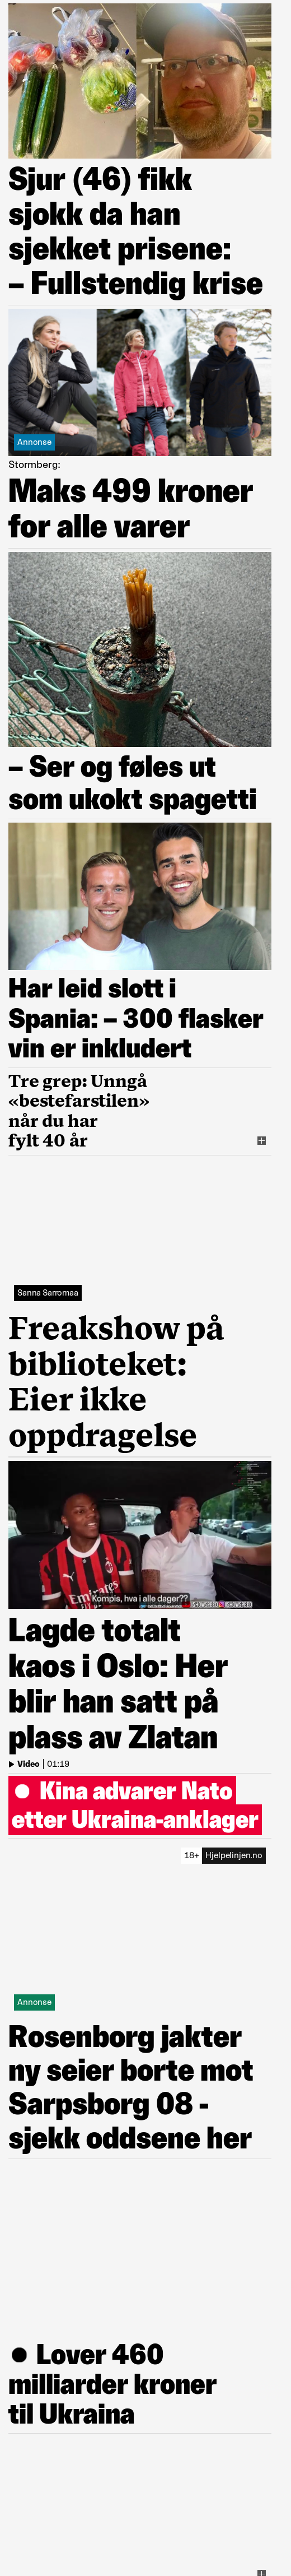 Sjur (46) fikk
sjokk da han
sjekket prisene:
– Fullstendig krise
Annonse
Stormberg:
Maks 499 kroner
for alle varer
– Ser og føles ut
som ukokt spagetti
Har leid slott i
Spania: – 300 flasker
vin er inkludert
Tre grep: Unngå
«bestefarstilen»
når du har
fylt 40 år
Sanna Sarromaa
Freakshow på
biblioteket:
Eier ikke
oppdragelse
Kompis, hva i alle dager??
ISHOWSPEED ISHOWSPEED
Lagde totalt
kaos i Oslo: Her
blir han satt på
plass av Zlatan
Video | 01:19
Kina advarer Nato
etter Ukraina-anklager
18+ Hjelpelinjen.no
Annonse
Rosenborg jakter
ny seier borte mot
Sarpsborg 08 -
sjekk oddsene her
Lover 460
milliarder kroner
til Ukraina